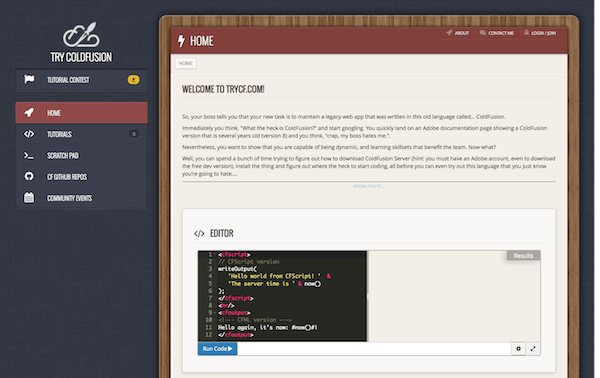 TRY COLDFUSION
TUTORIAL CONTEST
HOME
TUTORIALS
SCRATCH PAD
CF GITHUB REPOS
COMMUNITY EVENTS
HOME
ABOUT
CONTACT ME
LOGIN / JOIN
HOME
WELCOME TO TRYCF.COM!
So, your boss tells you that your new task is to maintain a legacy web app that was written in this old language called... ColdFusion.
Immediately you think, "What the heck is ColdFusion?" and start googling. You quickly land on an Adobe documentation page showing a ColdFusion
version that is several years old (version 8) and you think, "crap, my boss hates me.".
Nevertheless, you want to show that you are capable of being dynamic, and learning skillsets that benefit the team. Now what?
Well, you can spend a bunch of time trying to figure out how to download ColdFusion Server (hint: you must have an Adobe account, even to download
the free dev version), install the thing and figure out where the heck to start coding, all before you can even try out this language that you just know
you're going to hate....
Show more...
EDITOR
1 <cfscript>
2 // CFScript version
3 writeOutput(
4 'Hello world from CFScript! ' &
5 'The server time is ' & now()
6 );
7 </cfscript>
8 <hr/>
9 <cfoutput>
10 <!--- CFML version --->
11 Hello again, it's now: #now()#!
12 </cfoutput>
Results
Run Code